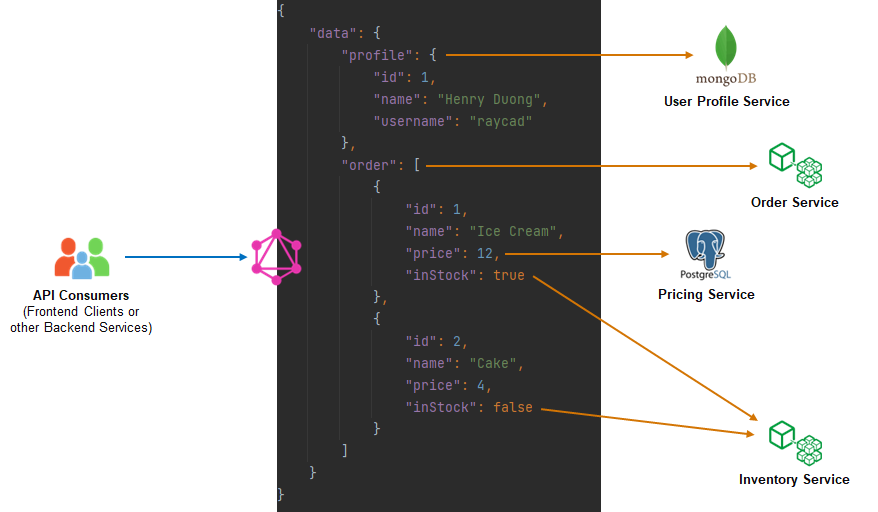 {
"data": {
"profile": {
"id": 1,
"name": "Henry Duong",
"username": "raycad"
},
"order": [
{
"id": 1,
"name": "Ice Cream",
"price": 12,
"inStock": true
},
{
"id": 2,
"name": "Cake",
"price": 4,
"inStock": false
}
]
}
}
API Consumers
(Frontend Clients or
other Backend Services)
mongoDB
User Profile Service
Order Service
PostgreSQL
Pricing Service
Inventory Service